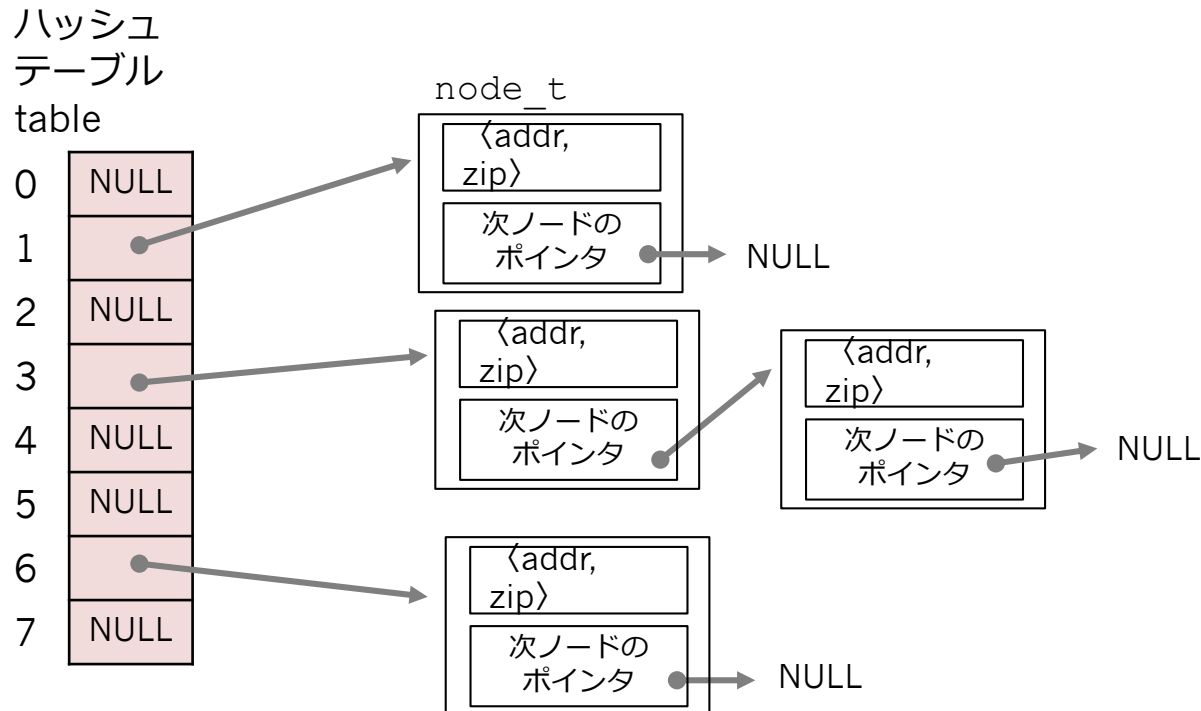 ハッシュ
テーブル
table
node_t
0 NULL
1
2 NULL
3
4 NULL
5 NULL
6
7 NULL
〈addr,
zip〉
次ノードの
ポインタ
NULL
〈addr,
zip〉
次ノードの
ポインタ
〈addr,
zip〉
次ノードの
ポインタ
NULL
〈addr,
zip〉
次ノードの
ポインタ
NULL